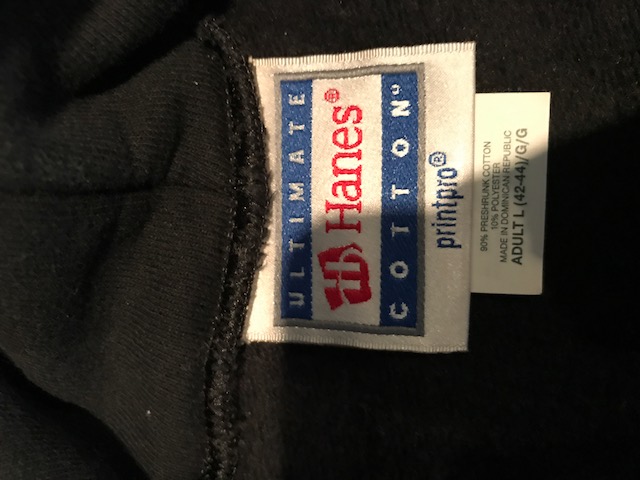 ULTIMATE
Hanes®
COTTON®
printpro®
90% PRESHRUNK COTTON
10% POLYESTER
MADE IN DOMINICAN REPUBLIC
ADULT L (42-44)/G/G